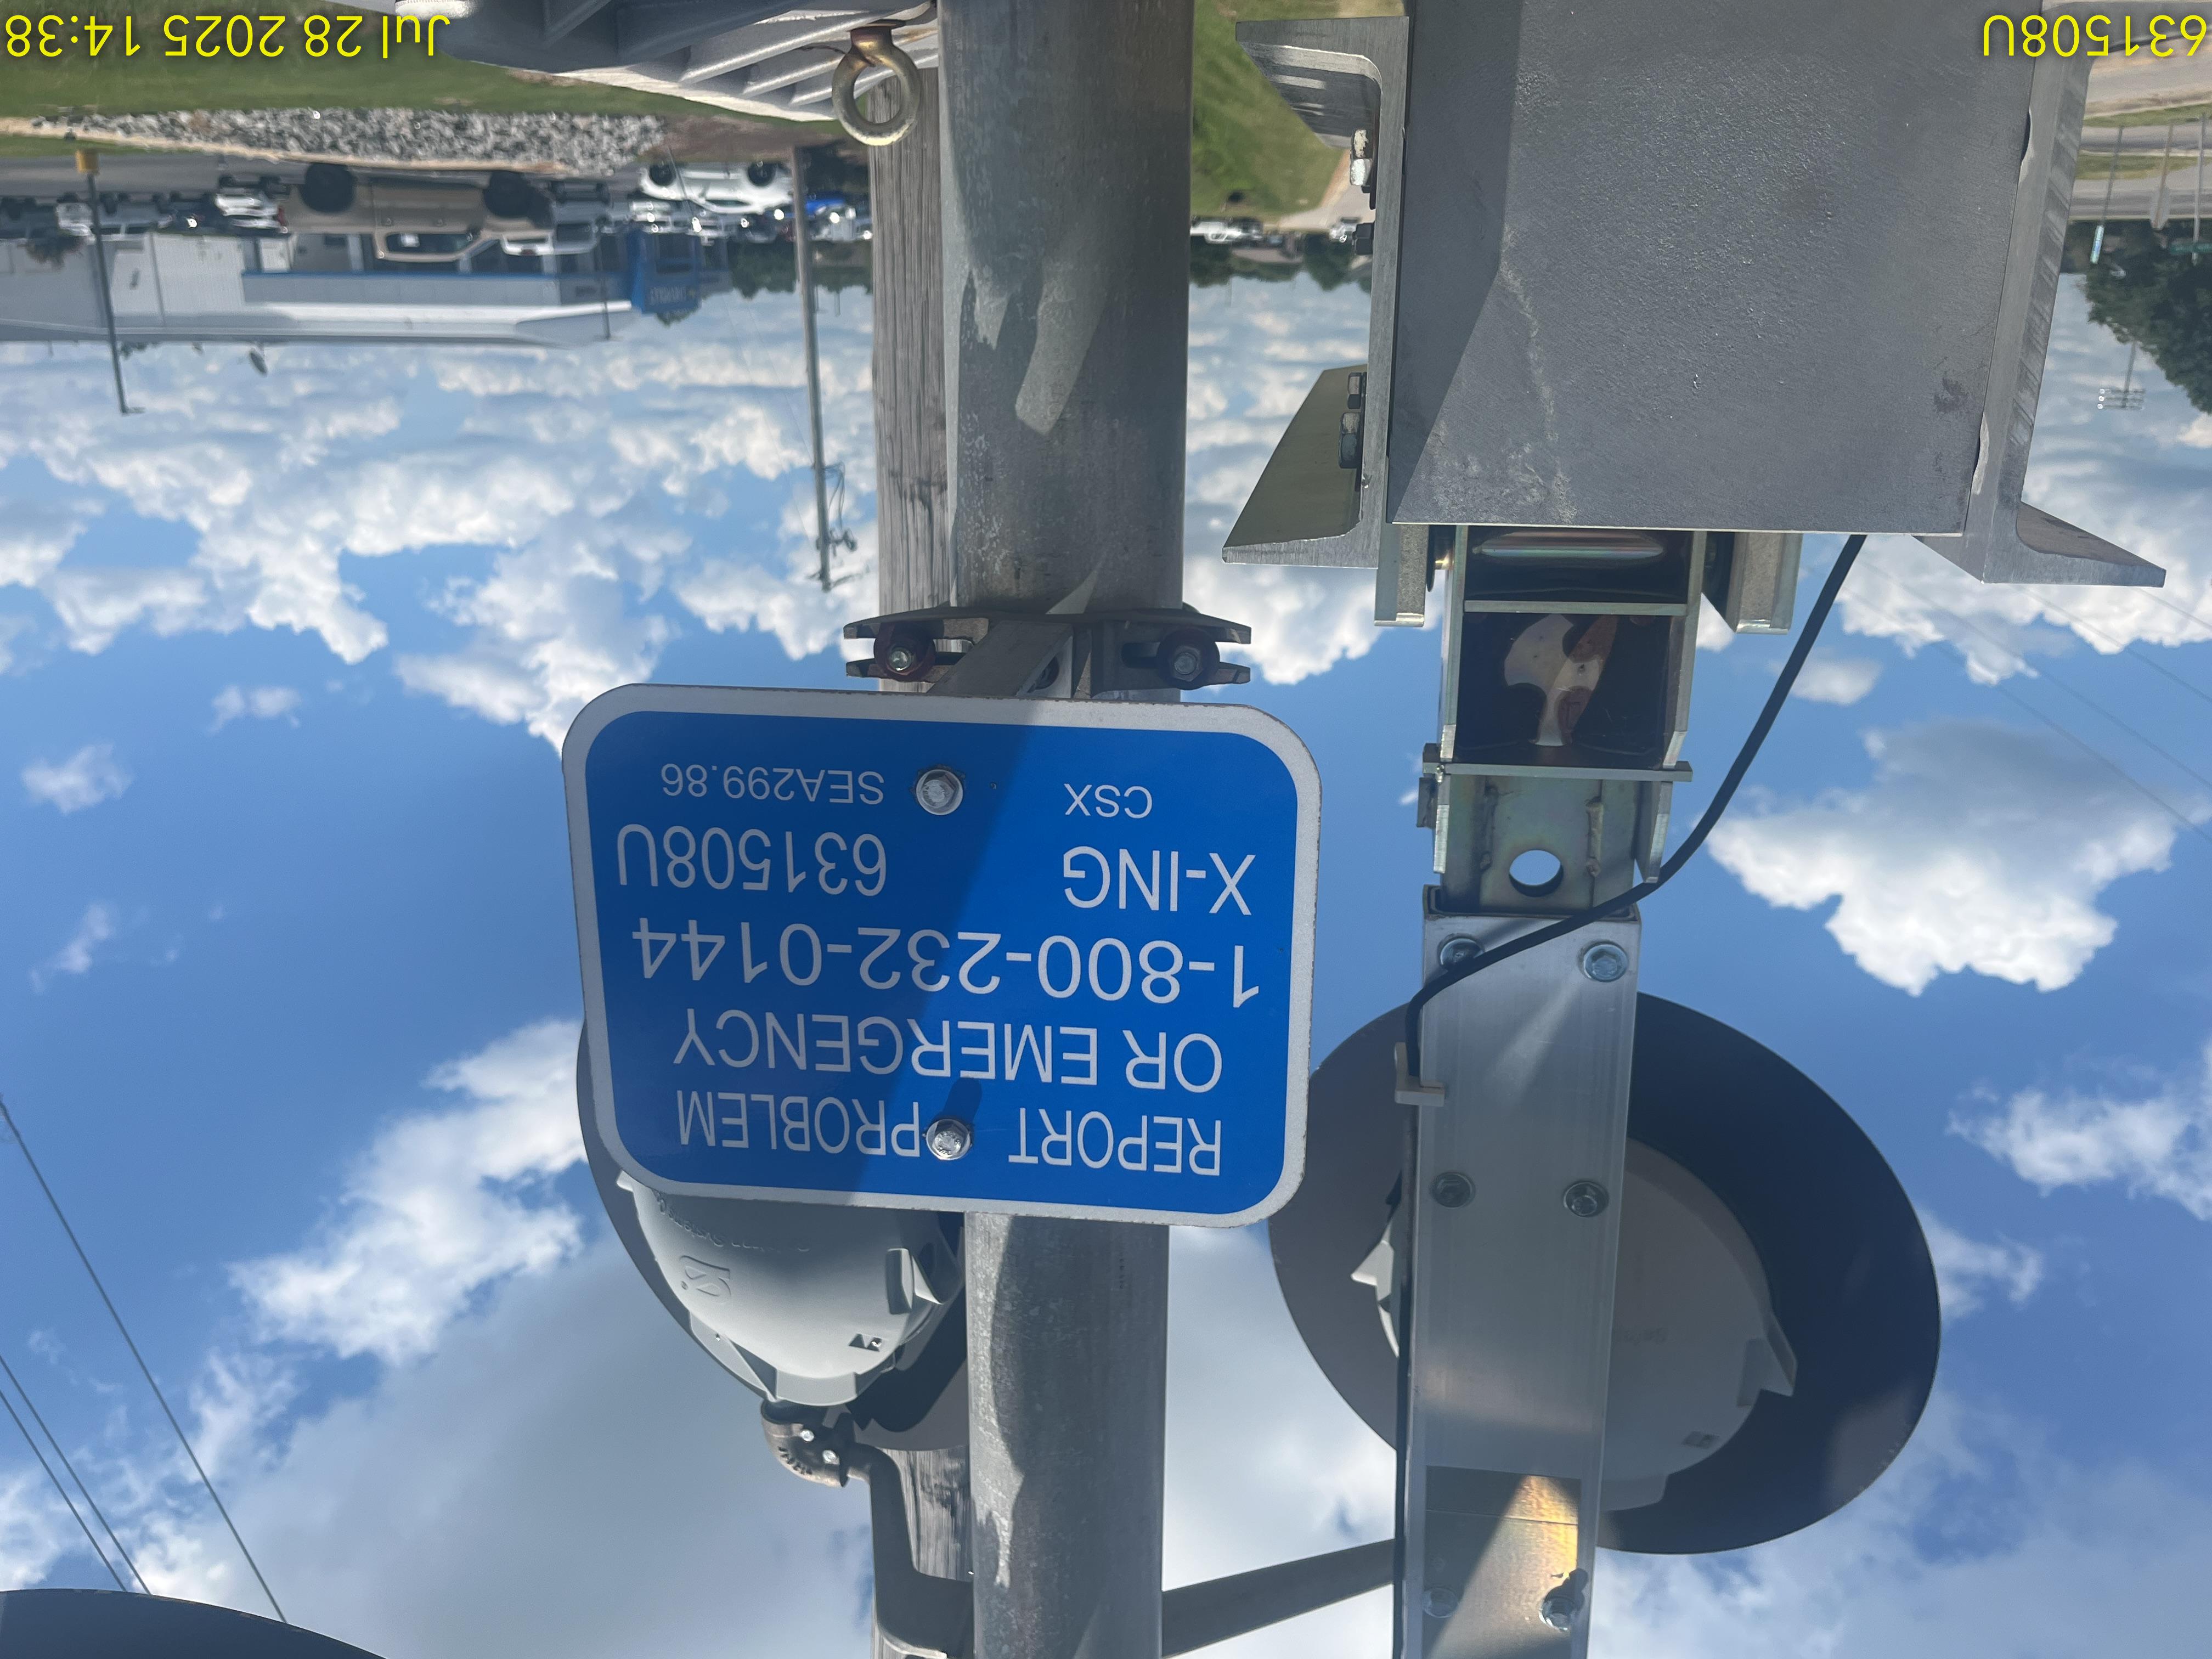 REPORT PROBLEM
OR EMERGENCY
1-800-232-0144
X-ING 631508U
CSX SEA299.86
631508U
Jul 28 2025 14:38